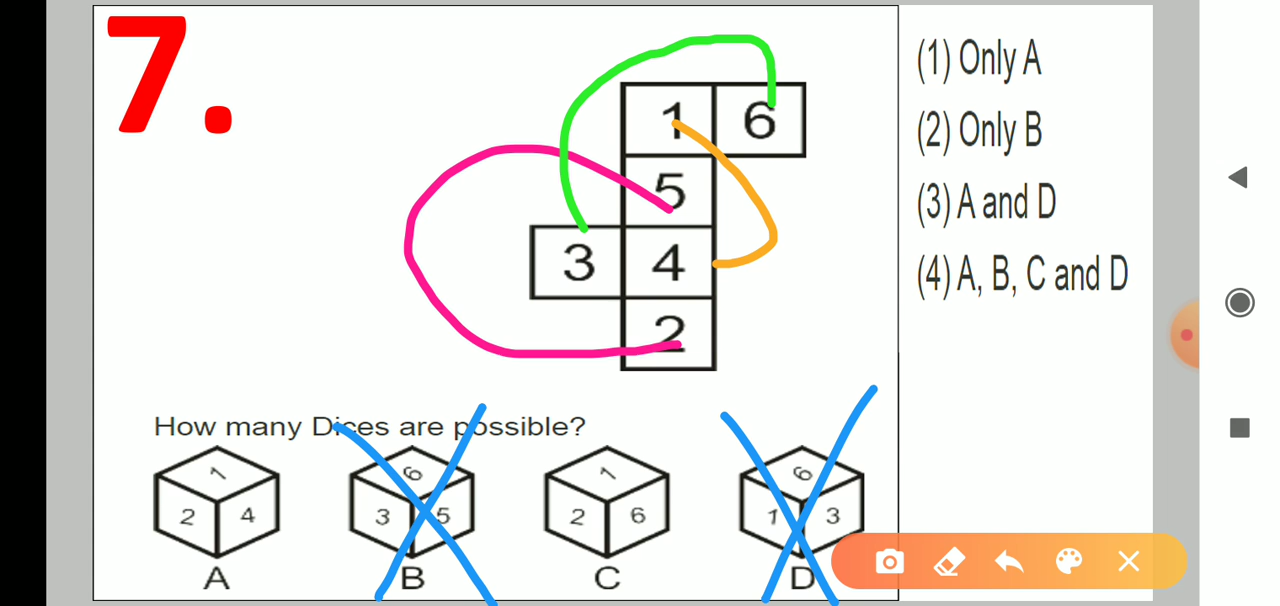 7.
1 6
5
3 4
2
(1) Only A
(2) Only B
(3) A and D
(4) A, B, C and D
How many Dices are possible?
1 6 1 6
2 4 3 5 2 6 1 3
A B C D